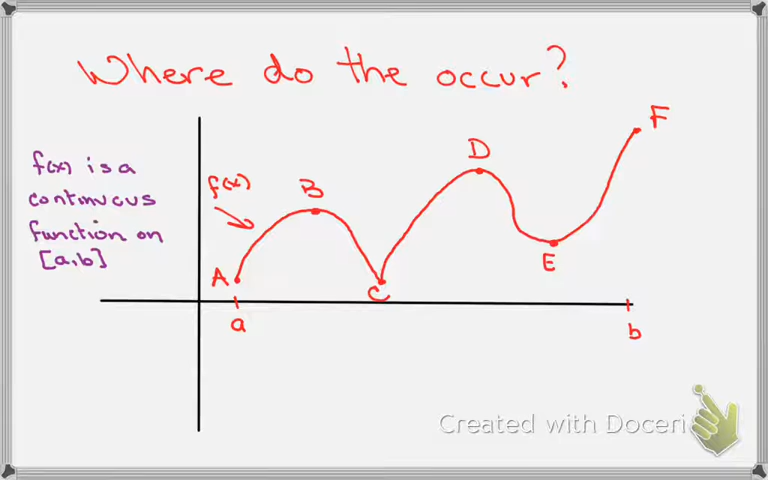 Where do the occur?
f(x) is a
continuous
function on
[a,b]
f(x)
A
B
C
D
E
F
a
b
Created with Doceri